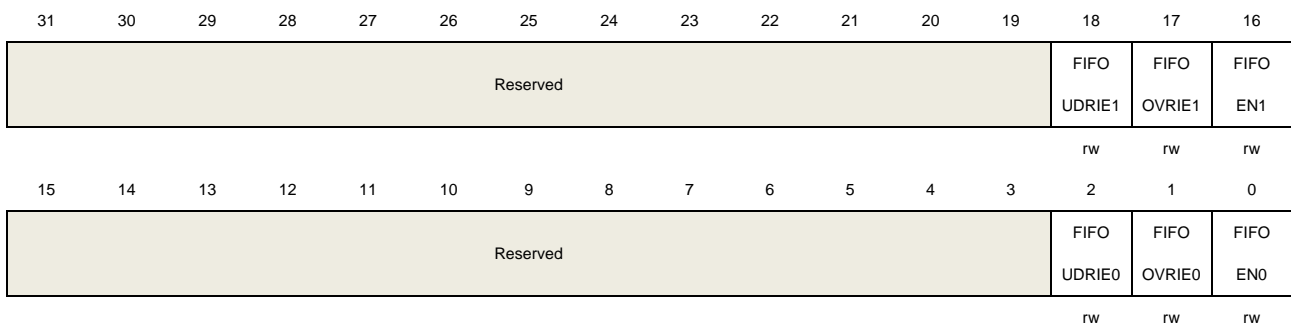 31 30 29 28 27 26 25 24 23 22 21 20 19 18 17 16
Reserved
FIFO UDRIE1
FIFO OVRIE1
FIFO EN1
rw rw rw
15 14 13 12 11 10 9 8 7 6 5 4 3 2 1 0
Reserved
FIFO UDRIE0
FIFO OVRIE0
FIFO EN0
rw rw rw